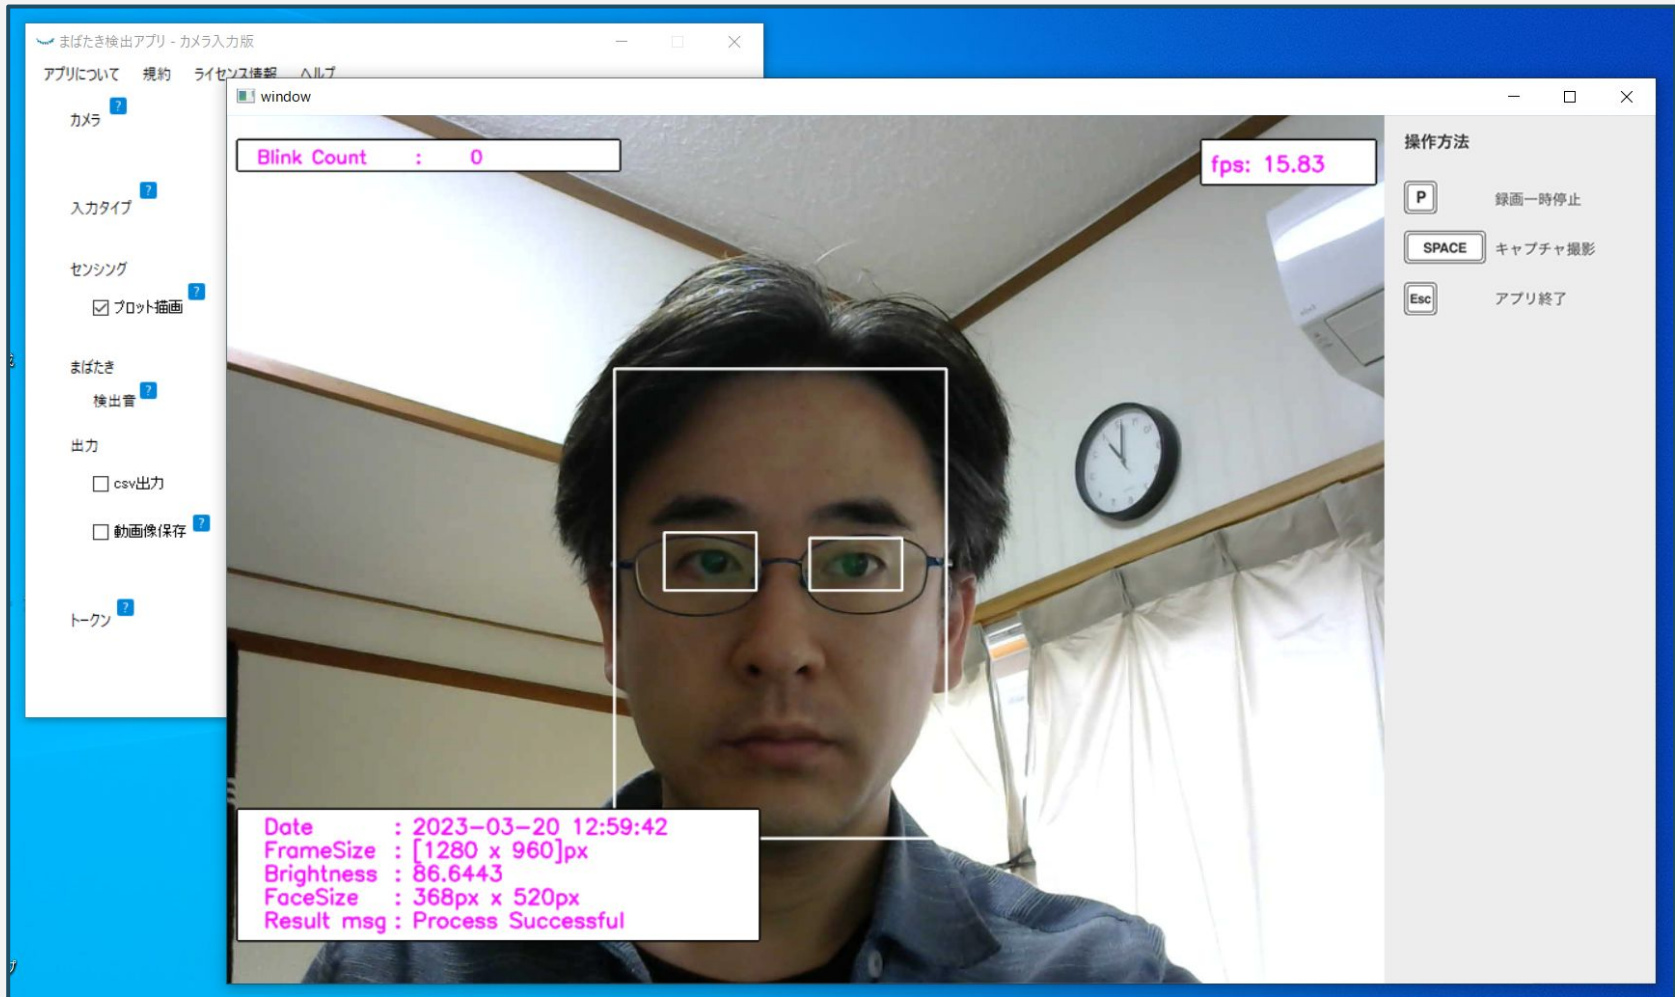 まばたき検出アプリ - カメラ入力版
アプリについて 規約 ライセンス情報 ヘルプ
カメラ ?
入力タイプ ?
センシング
プロット描画 ?
まばたき
検出音 ?
出力
csv出力
動画像保存 ?
トークン ?
window
Blink Count : 0
fps: 15.83
Date : 2023-03-20 12:59:42
FrameSize : [1280 x 960]px
Brightness : 86.6443
FaceSize : 368px x 520px
Result msg : Process Successful
操作方法
P 録画一時停止
SPACE キャプチャ撮影
Esc アプリ終了